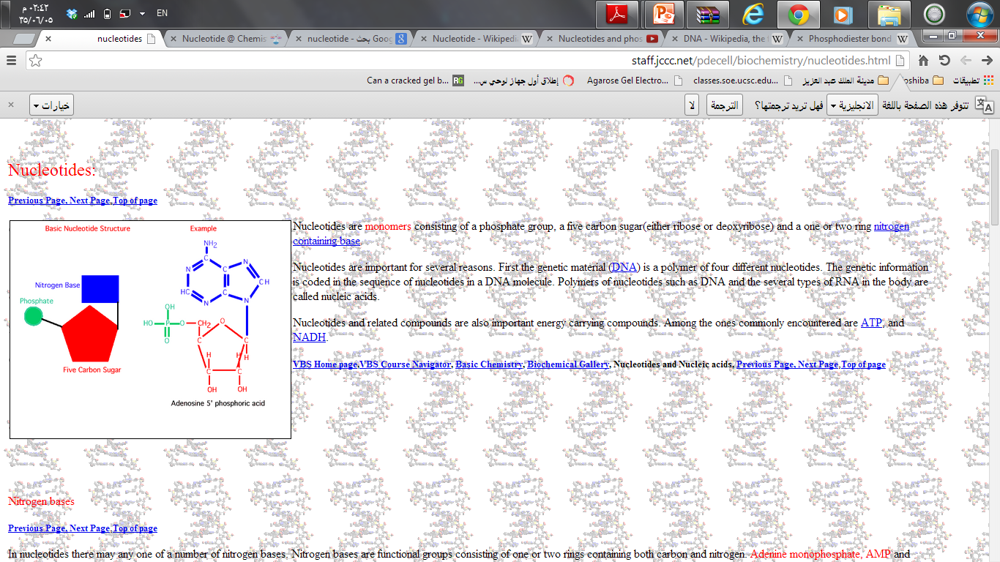 ٠٢:٤٢ م
٣٥/٠٦/٠٥
EN
nucleotides
Nucleotide @ Chemis
nucleotide - بحث Goog
Nucleotide - Wikipedi
Nucleotides and phos
DNA - Wikipedia, the
Phosphodiester bond
staff.jccc.net/pdecell/biochemistry/nucleotides.html
تطبيقات
oshiba
مدينة الملك عبد العزيز
classes.soe.ucsc.edu...
Agarose Gel Electro...
إطلاق أول جهاز لوحي س...
RG
Can a cracked gel b...
تتوفر هذه الصفحة باللغة الانجليزية فهل تريد ترجمتها؟ الترجمة لا
خيارات
Nucleotides:
Previous Page, Next Page,Top of page
Basic Nucleotide Structure
Nitrogen Base
Phosphate
Five Carbon Sugar
Example
NH2
C
N C N
CH
HC C
N N
OH
HO P O CH2 O
O
C C
H H H
C C
OH OH
Adenosine 5' phosphoric acid
Nucleotides are monomers consisting of a phosphate group, a five carbon sugar(either ribose or deoxyribose) and a one or two ring nitrogen
containing base.
Nucleotides are important for several reasons. First the genetic material (DNA) is a polymer of four different nucleotides. The genetic information
is coded in the sequence of nucleotides in a DNA molecule. Polymers of nucleotides such as DNA and the several types of RNA in the body are
called nucleic acids.
Nucleotides and related compounds are also important energy carrying compounds. Among the ones commonly encountered are ATP, and
NADH.
VBS Home page,VBS Course Navigator, Basic Chemistry, Biochemical Gallery, Nucleotides and Nucleic acids, Previous Page, Next Page,Top of page
Nitrogen bases
Previous Page, Next Page,Top of page
In nucleotides there may any one of a number of nitrogen bases. Nitrogen bases are functional groups consisting of one or two rings containing both carbon and nitrogen. Adenine monophosphate, AMP and